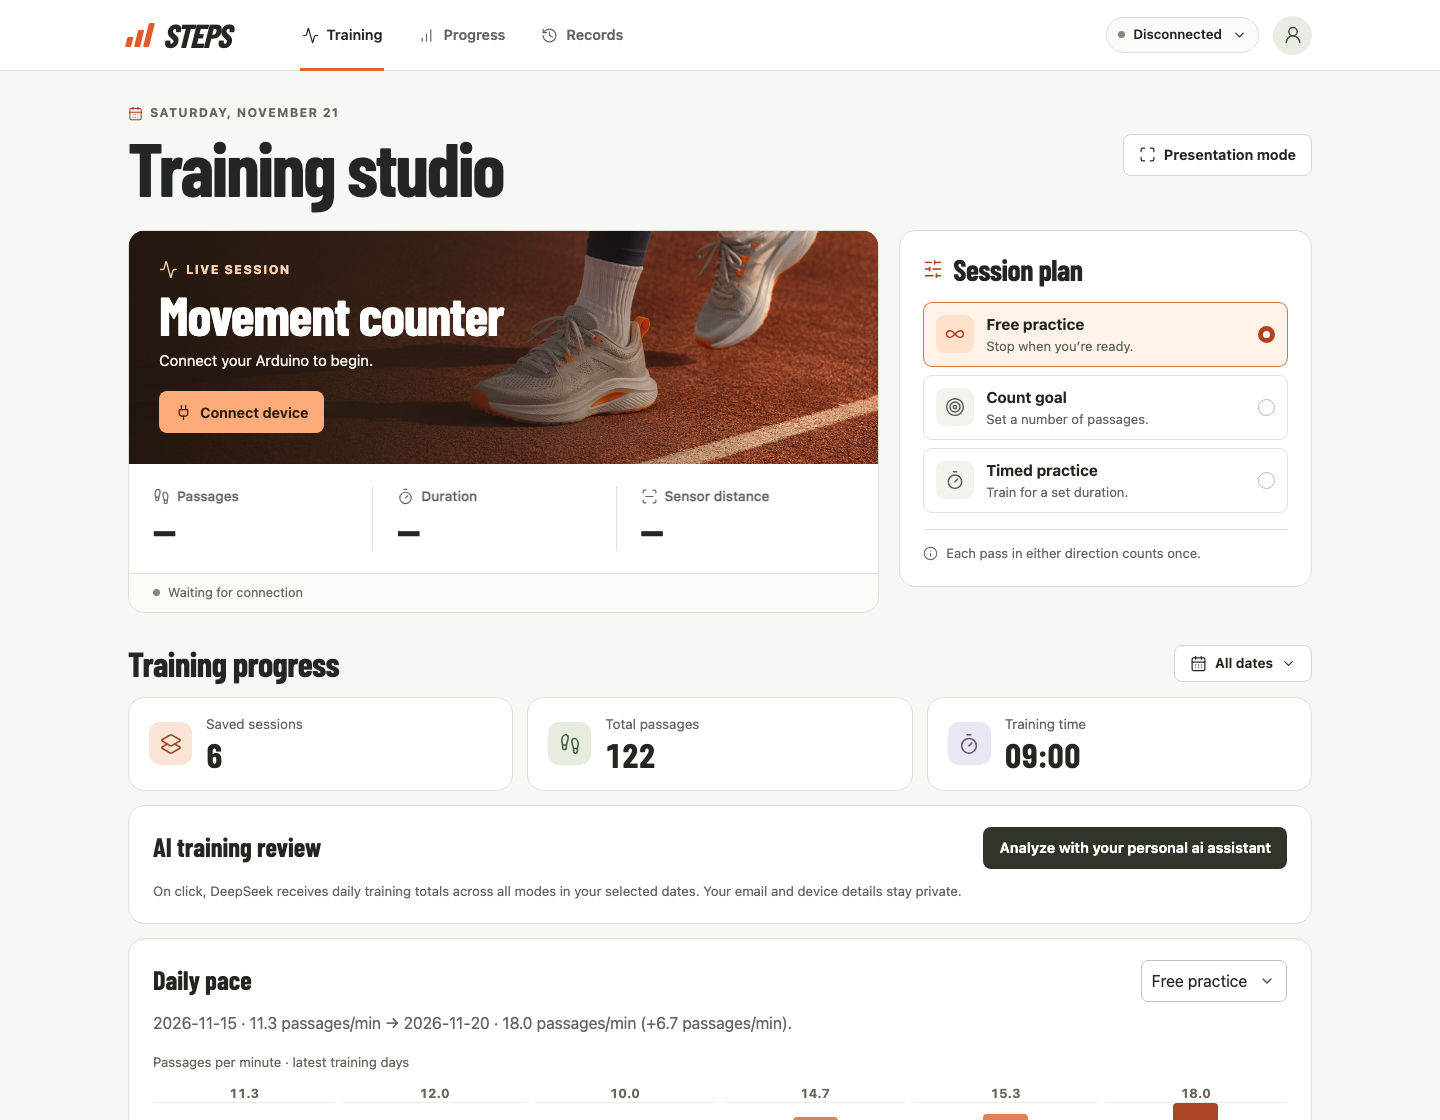 STEPS
Training
Progress
Records
Disconnected
SATURDAY, NOVEMBER 21
Training studio
Presentation mode
LIVE SESSION
Movement counter
Connect your Arduino to begin.
Connect device
Passages
Duration
Sensor distance
—
—
—
Waiting for connection
Session plan
Free practice
Stop when you're ready.
Count goal
Set a number of passages.
Timed practice
Train for a set duration.
Each pass in either direction counts once.
Training progress
All dates
Saved sessions
6
Total passages
122
Training time
09:00
AI training review
Analyze with your personal ai assistant
On click, DeepSeek receives daily training totals across all modes in your selected dates. Your email and device details stay private.
Daily pace
Free practice
2026-11-15 · 11.3 passages/min → 2026-11-20 · 18.0 passages/min (+6.7 passages/min).
Passages per minute · latest training days
11.3
12.0
10.0
14.7
15.3
18.0